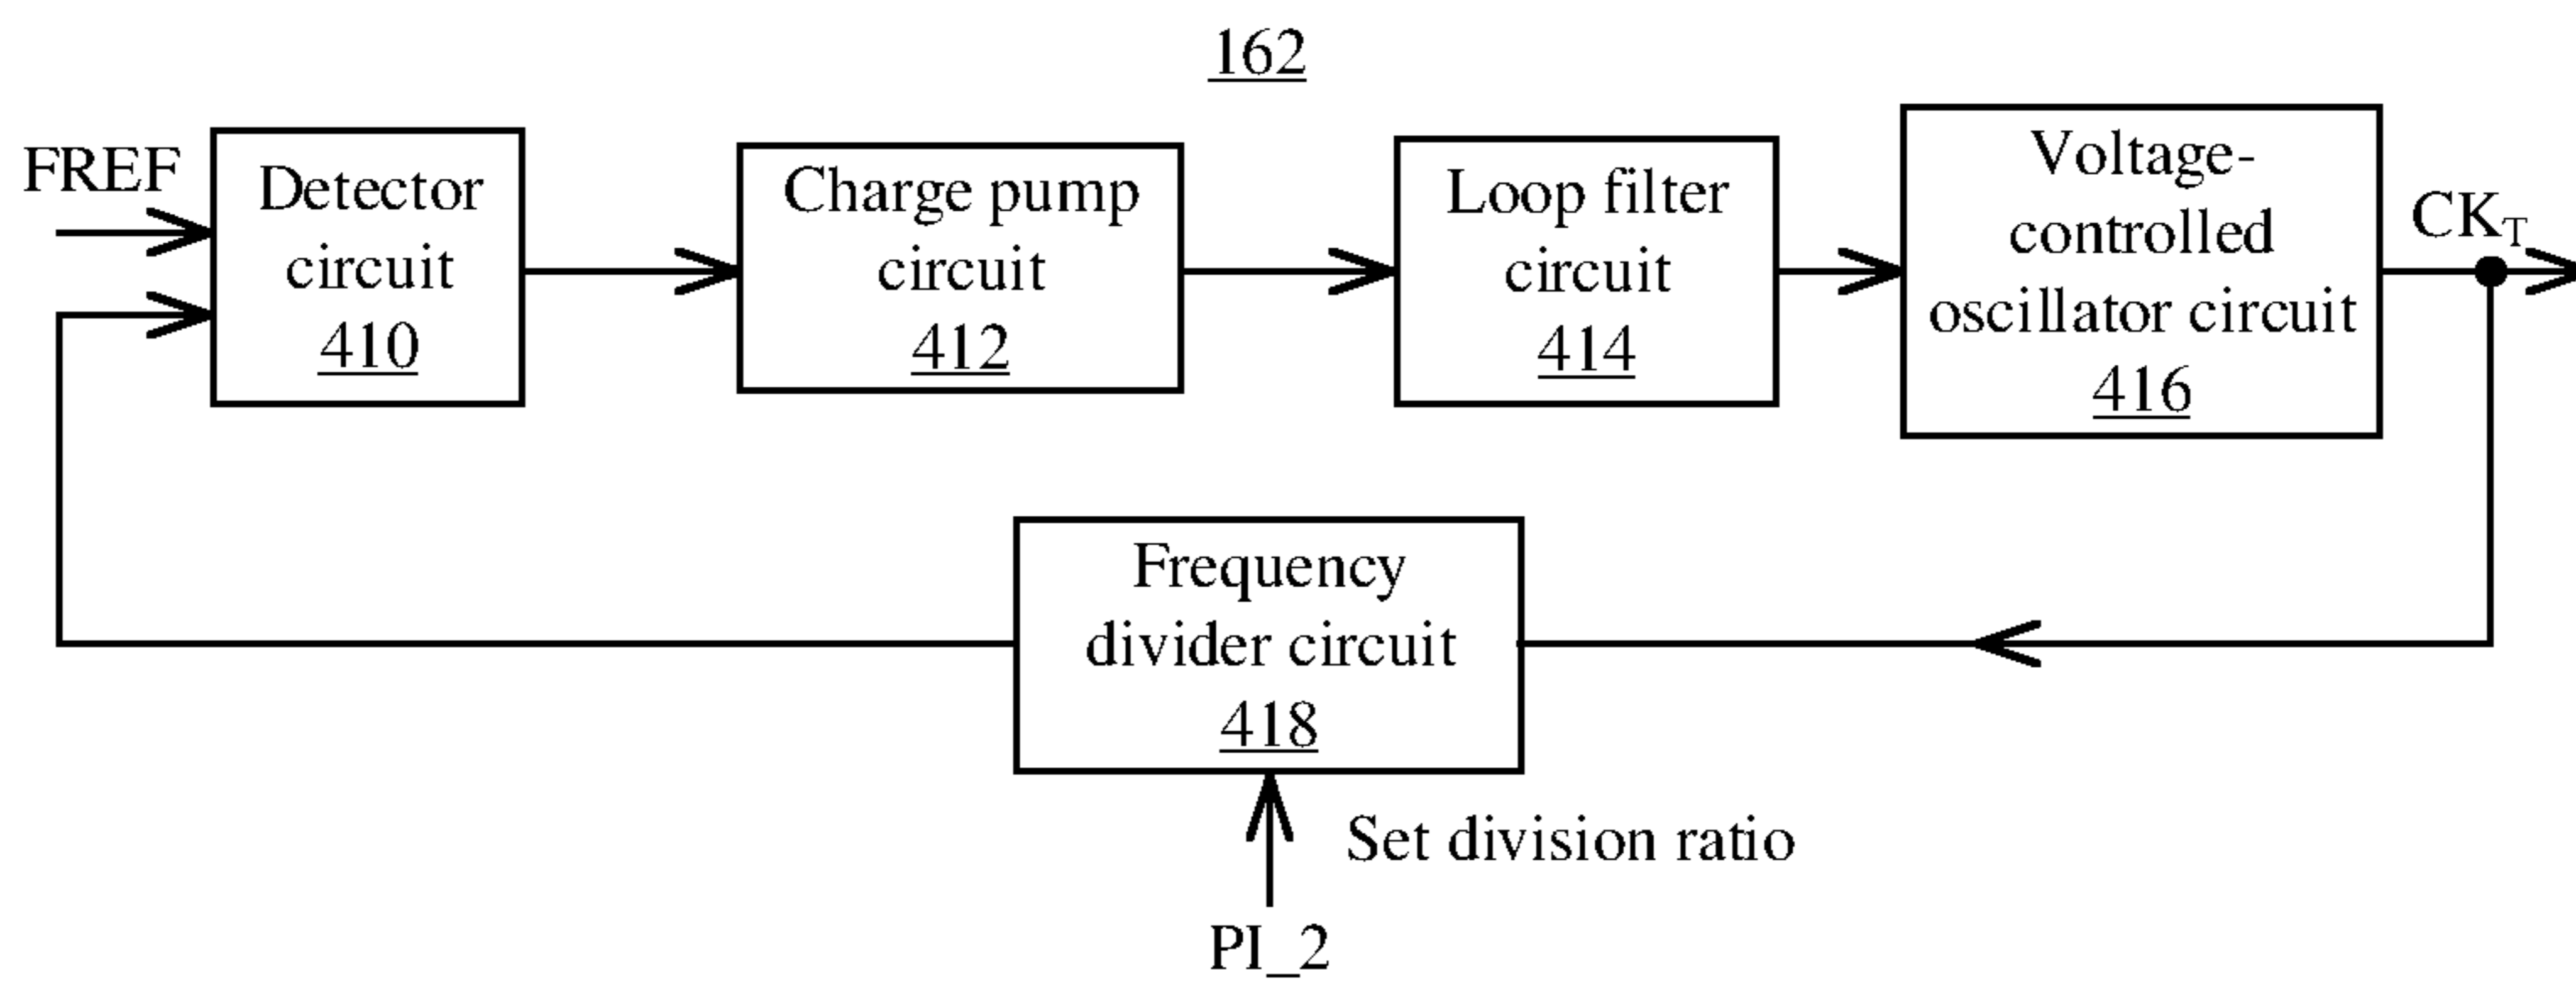 162
FREF
Detector
circuit
410
Charge pump
circuit
412
Loop filter
circuit
414
Voltage-
controlled
oscillator circuit
416
CKT
Frequency
divider circuit
418
Set division ratio
PI_2